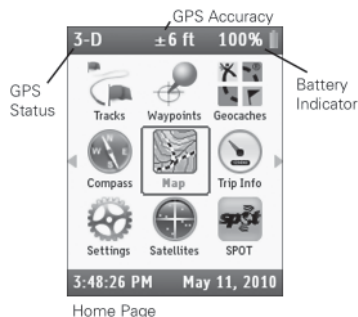 GPS Accuracy
3-D ±6 ft 100%
GPS
Status
Battery
Indicator
Tracks Waypoints Geocaches
N
W E
S
Compass Map Trip Info
spot
Settings Satellites SPOT
3:48:26 PM May 11, 2010
Home Page